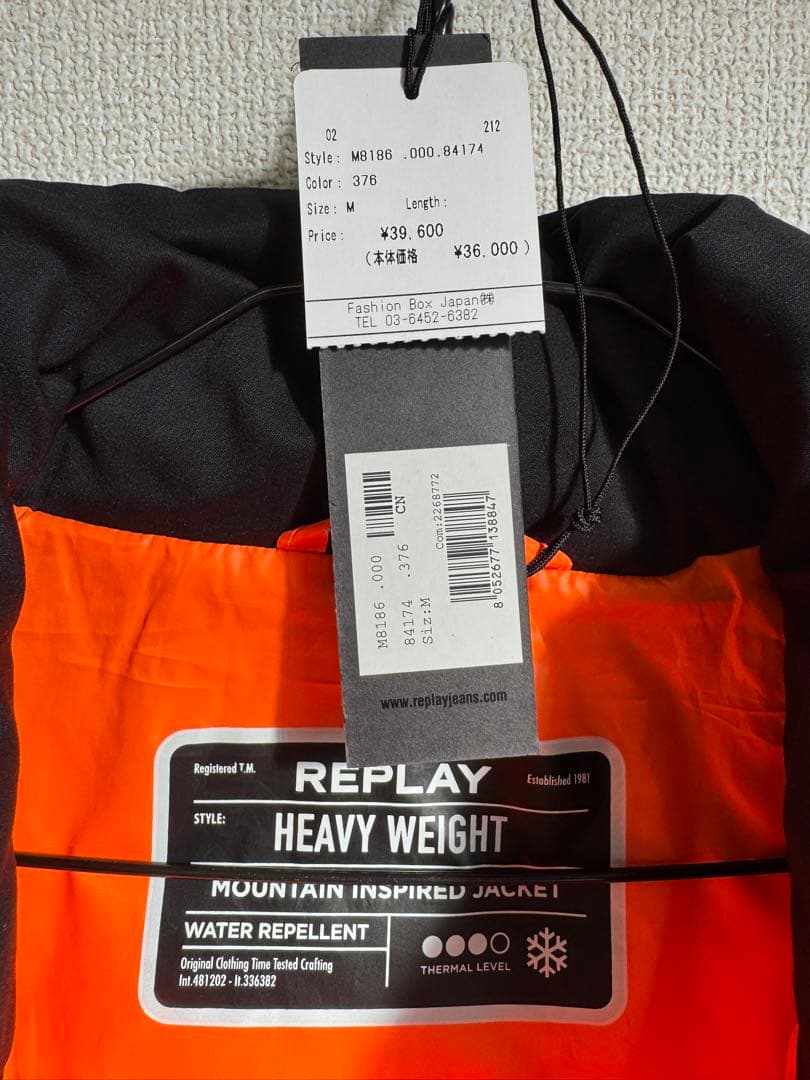 02 212
Style: M8186 .000.84174
Color: 376
Size: M Length:
Price: ¥39,600
(本体価格 ¥36,000)
Fashion Box Japan㈱
TEL 03-6452-6382
M8186 .000 CN
84174 .376
Siz:M
Com:2268772
8 052677 138847
www.replayjeans.com
Registered T.M. REPLAY Established 1981
STYLE: HEAVY WEIGHT
MOUNTAIN INSPIRED JACKET
WATER REPELLENT
Original Clothing Time Tested Crafting
Int.481202 - It.336382
THERMAL LEVEL